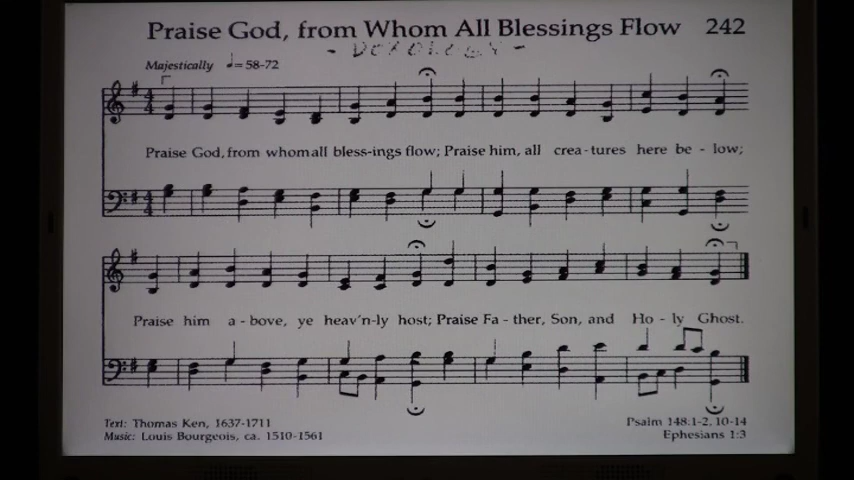 Praise God, from Whom All Blessings Flow 242
- DOXOLOGY -
Majestically ♩=58-72
Praise God, from whom all bless-ings flow; Praise him, all crea-tures here be - low;
Praise him a - bove, ye heav'n-ly host; Praise Fa - ther, Son, and Ho - ly Ghost.
Text: Thomas Ken, 1637-1711
Music: Louis Bourgeois, ca. 1510-1561
Psalm 148:1-2, 10-14
Ephesians 1:3